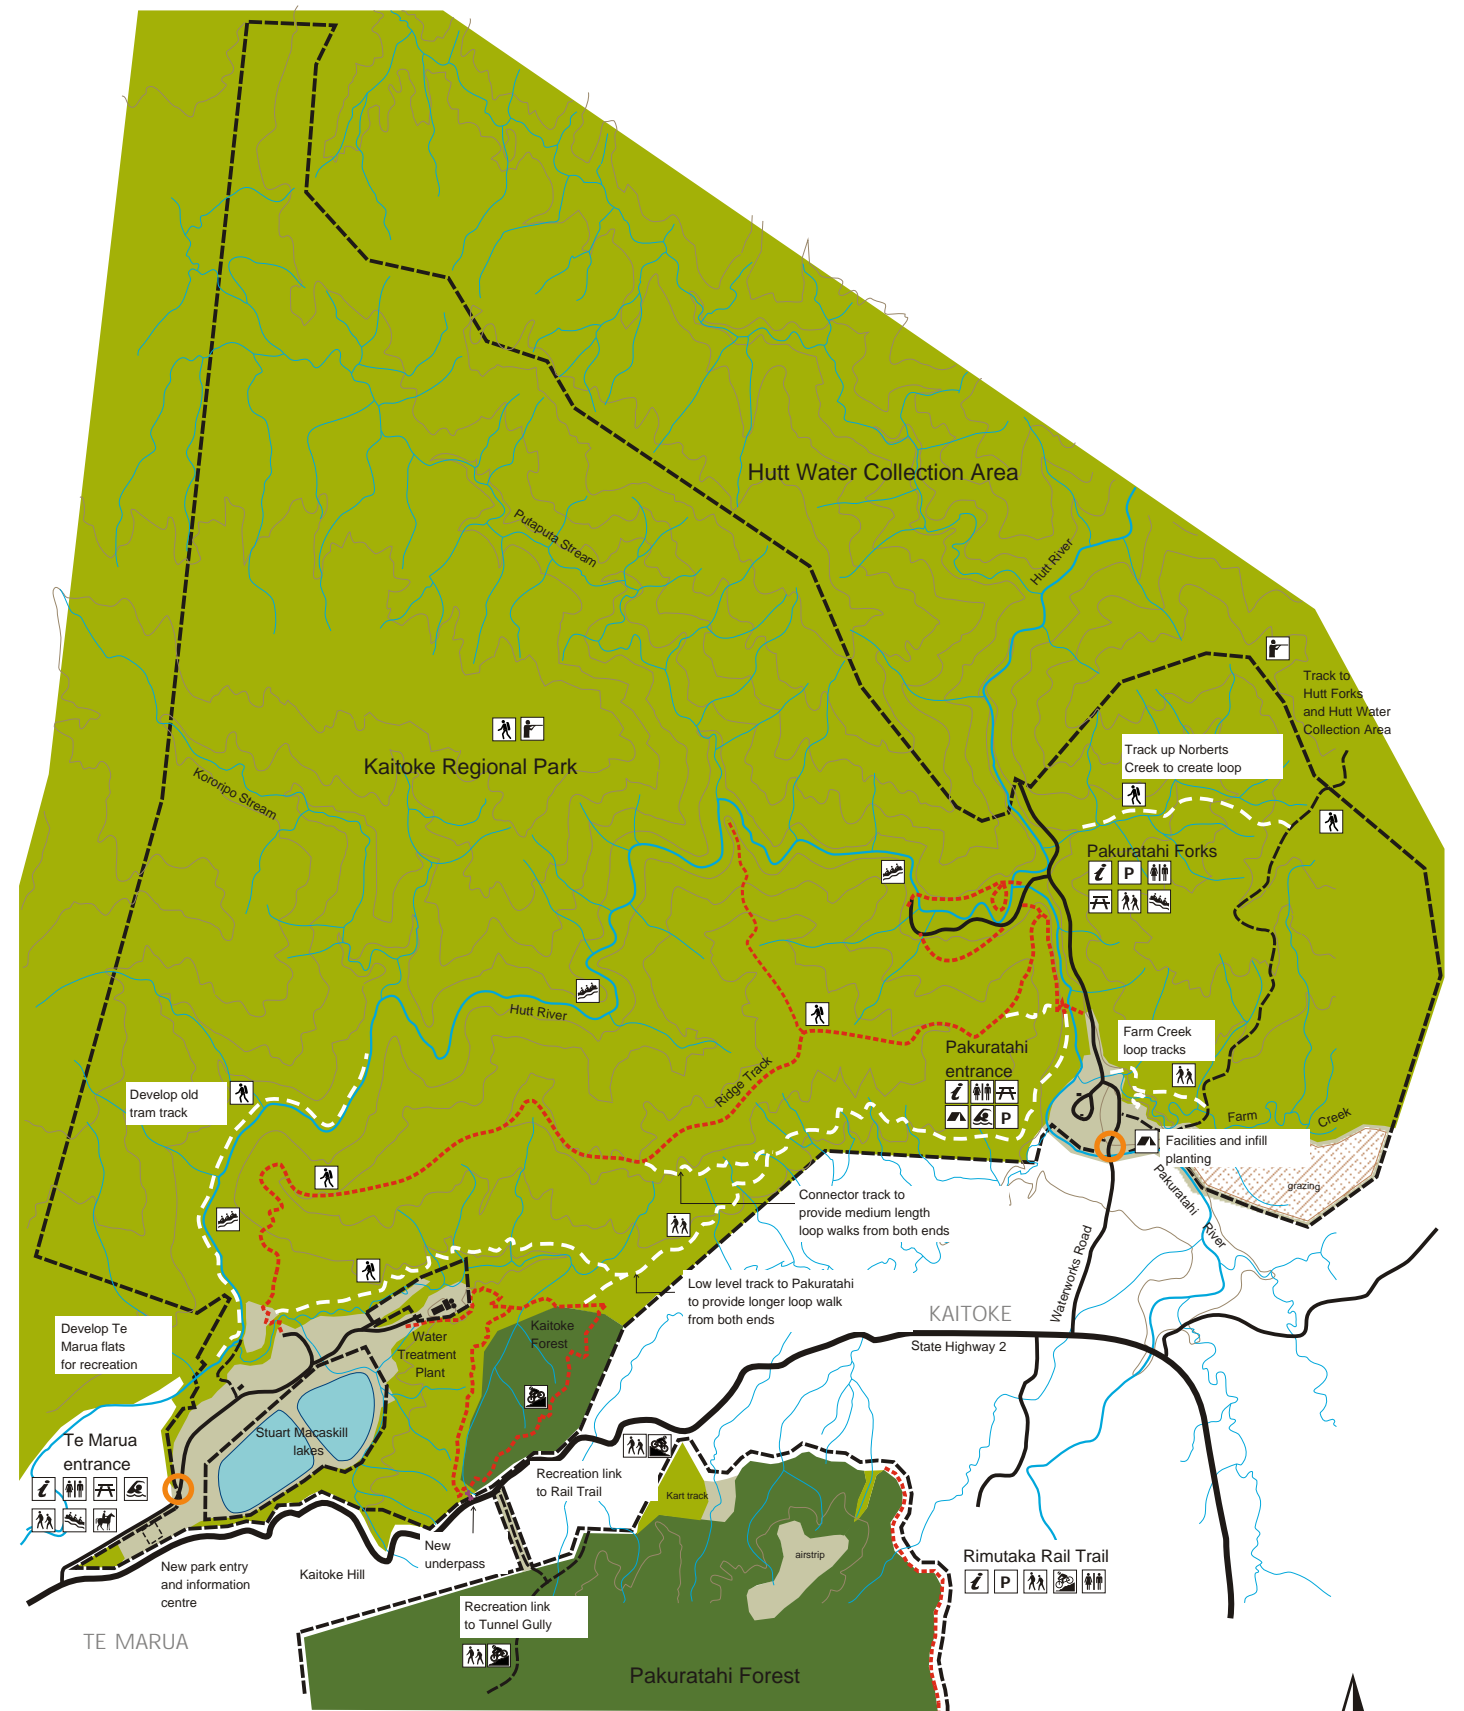 Hutt Water Collection Area
Putaputa Stream
Hutt River
Track to
Hutt Forks
and Hutt Water
Collection Area
Track up Norberts
Creek to create loop
Kaitoke Regional Park
Kororipo Stream
Pakuratahi Forks
i P
Hutt River
Pakuratahi
entrance
i
P
Farm Creek
loop tracks
Ridge Track
Develop old
tram track
Farm Creek
Facilities and infill
planting
grazing
Pakuratahi River
Connector track to
provide medium length
loop walks from both ends
Waterworks Road
Low level track to Pakuratahi
to provide longer loop walk
from both ends
KAITOKE
State Highway 2
Develop Te
Marua flats
for recreation
Water
Treatment
Plant
Kaitoke
Forest
Stuart Macaskill
lakes
Te Marua
entrance
i
Recreation link
to Rail Trail
Kart track
airstrip
New
underpass
New park entry
and information
centre
Kaitoke Hill
Rimutaka Rail Trail
i P
Recreation link
to Tunnel Gully
TE MARUA
Pakuratahi Forest